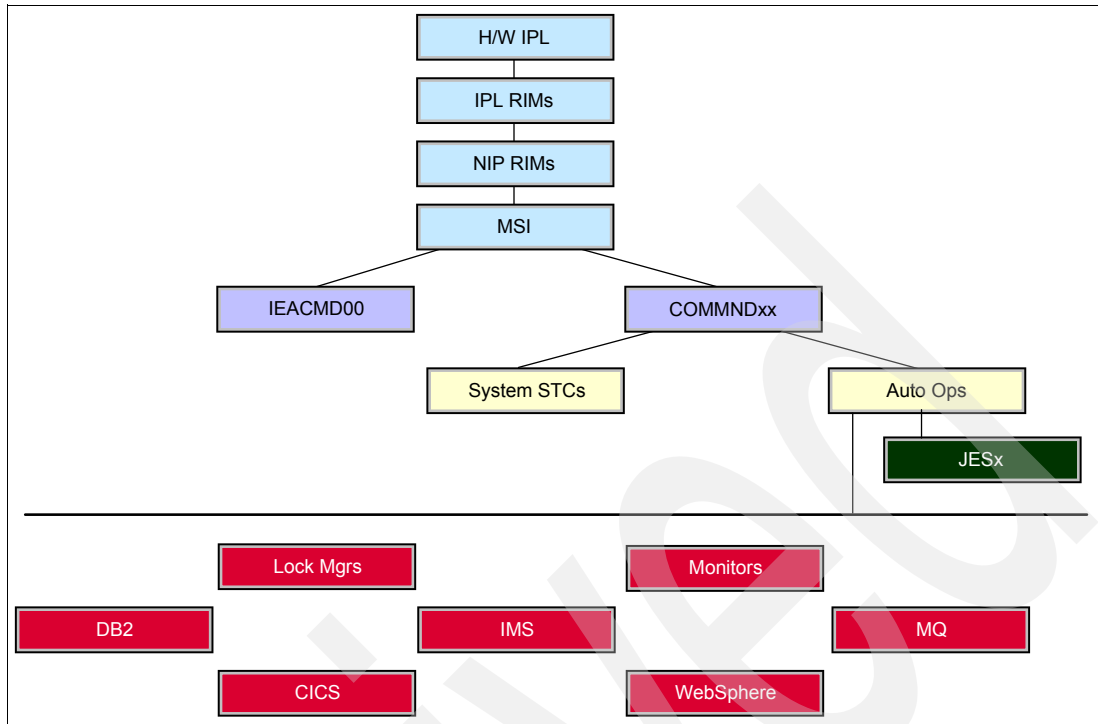 H/W IPL
IPL RIMs
NIP RIMs
MSI
IEACMD00
COMMNDxx
System STCs
Auto Ops
JESx
Lock Mgrs
Monitors
DB2
IMS
MQ
CICS
WebSphere